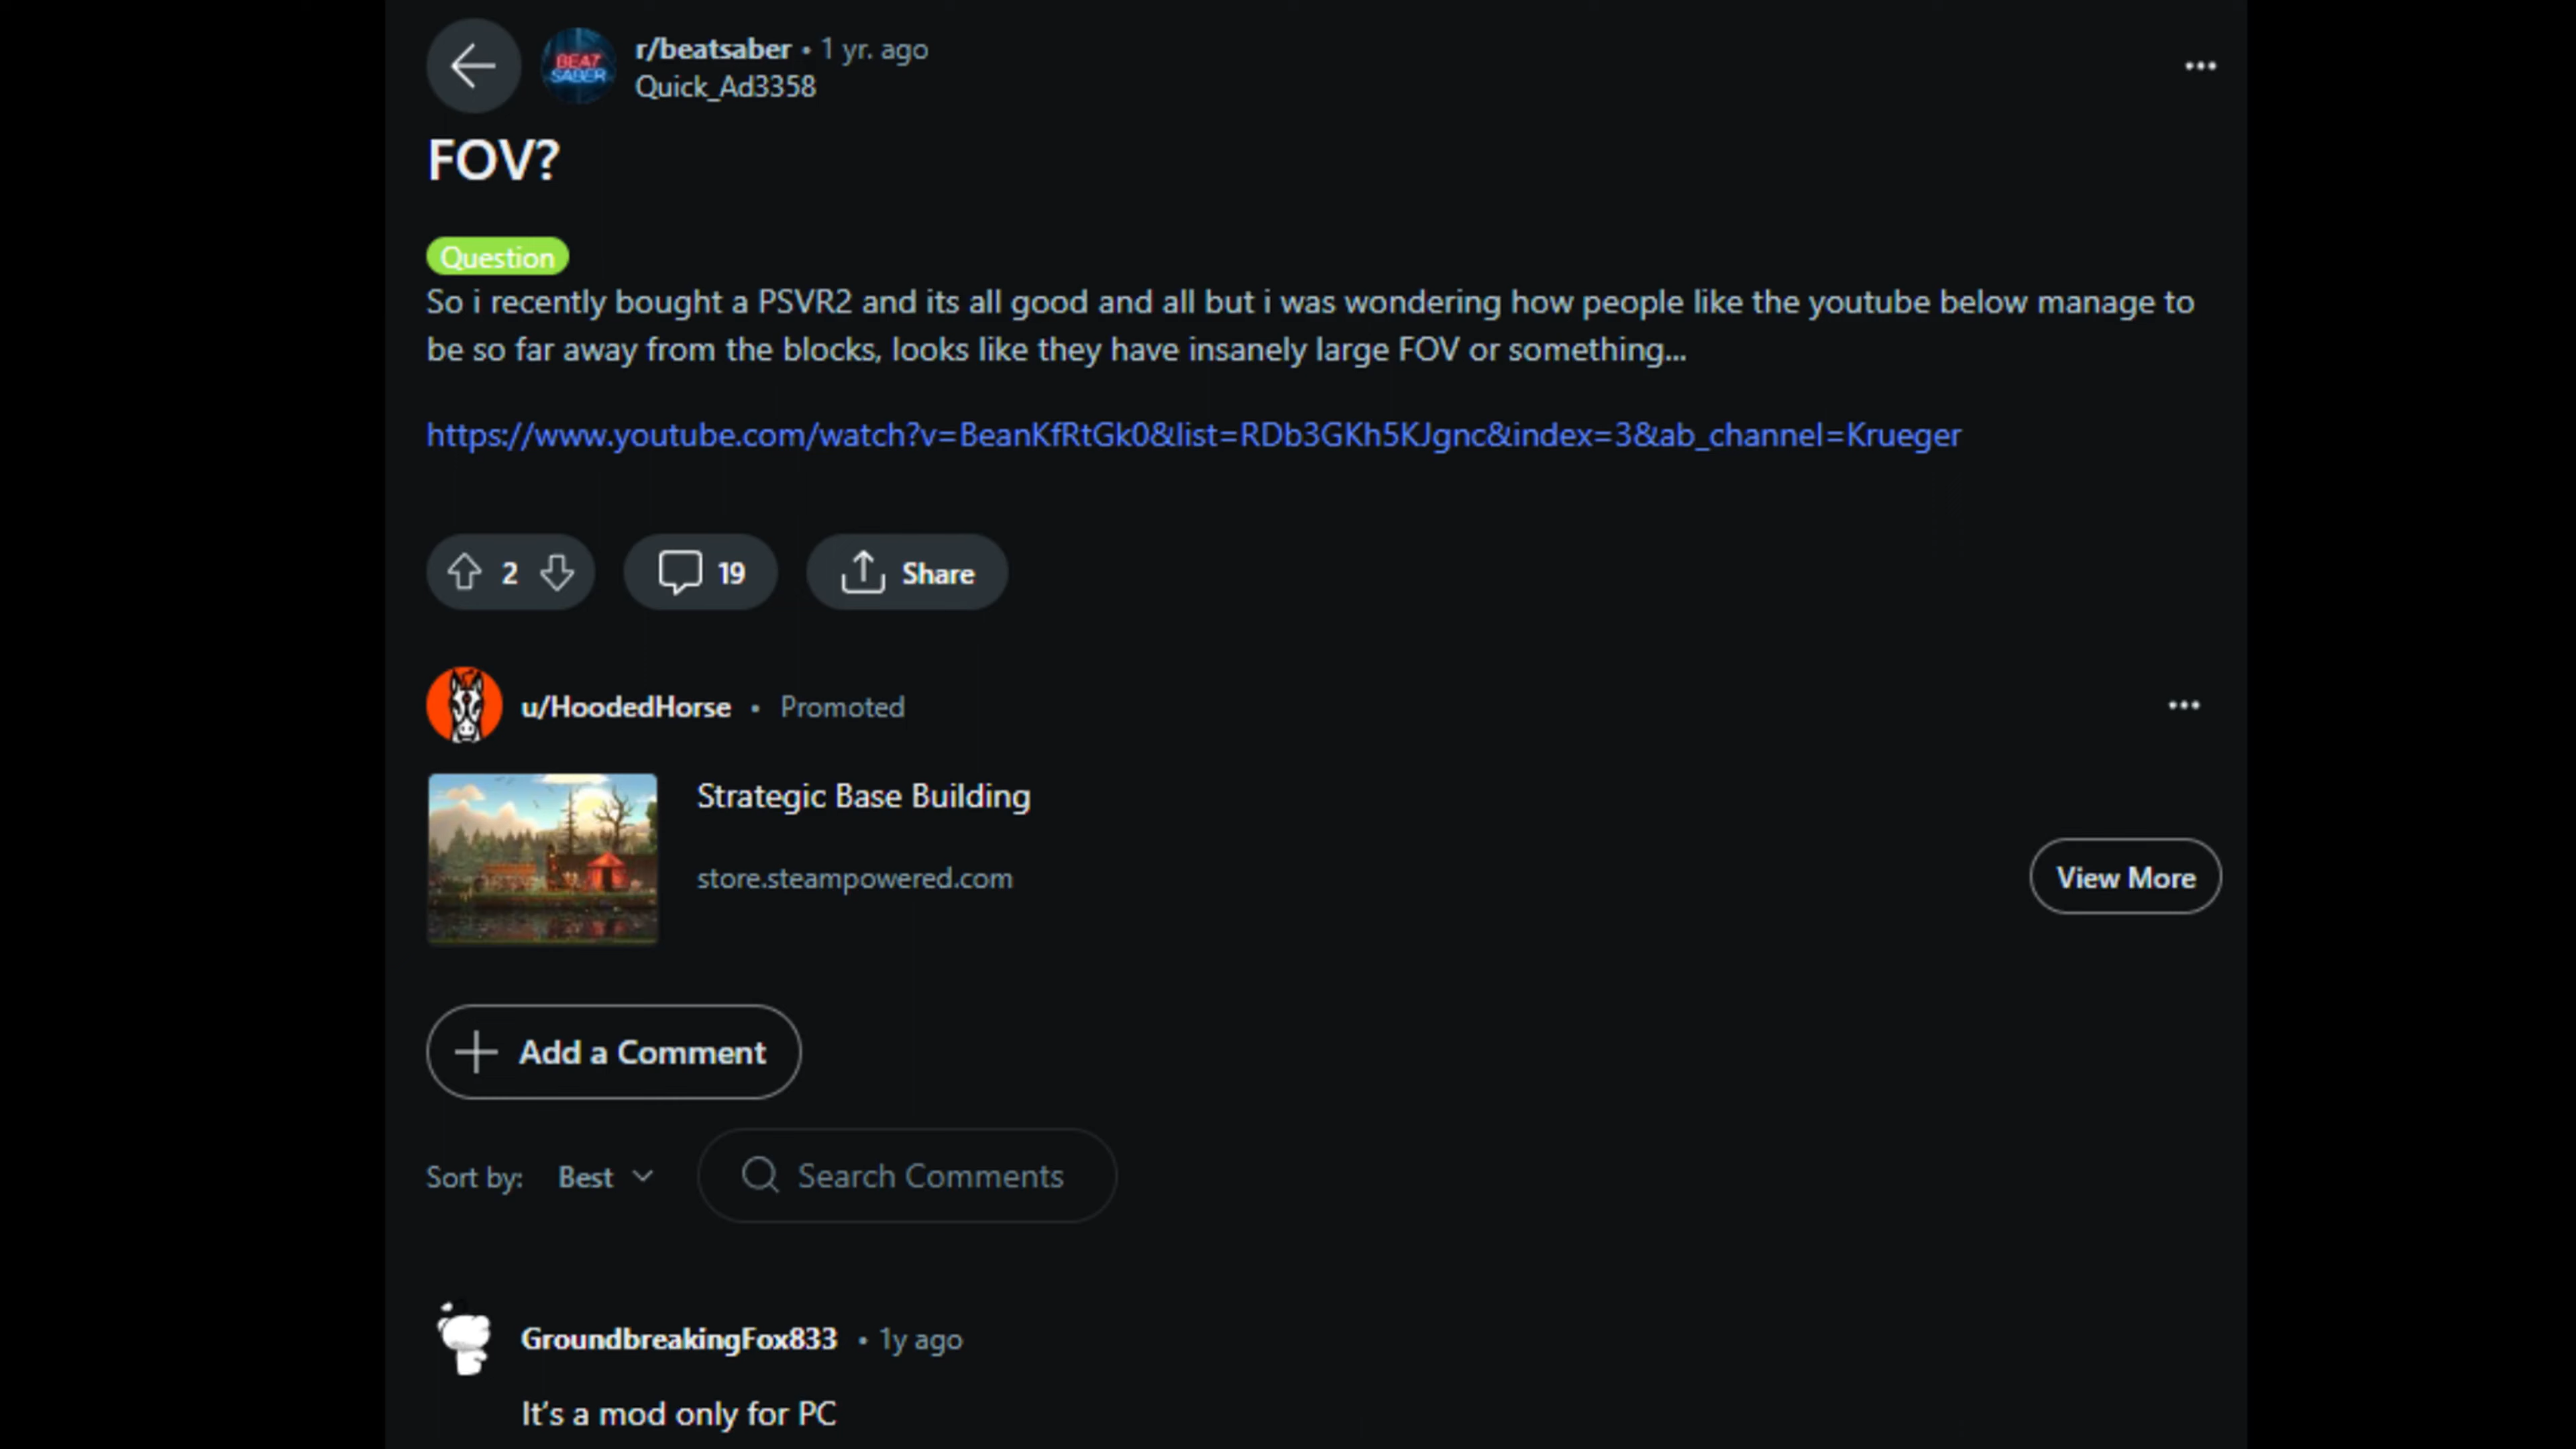 r/beatsaber • 1 yr. ago
BEAT
SABER
Quick_Ad3358
FOV?
Question
So i recently bought a PSVR2 and its all good and all but i was wondering how people like the youtube below manage to
be so far away from the blocks, looks like they have insanely large FOV or something...
https://www.youtube.com/watch?v=BeanKfRtGk0&list=RDb3GKh5KJgnc&index=3&ab_channel=Krueger
2
19
Share
u/HoodedHorse • Promoted
Strategic Base Building
store.steampowered.com
View More
Add a Comment
Sort by: Best
Search Comments
GroundbreakingFox833 • 1y ago
It's a mod only for PC